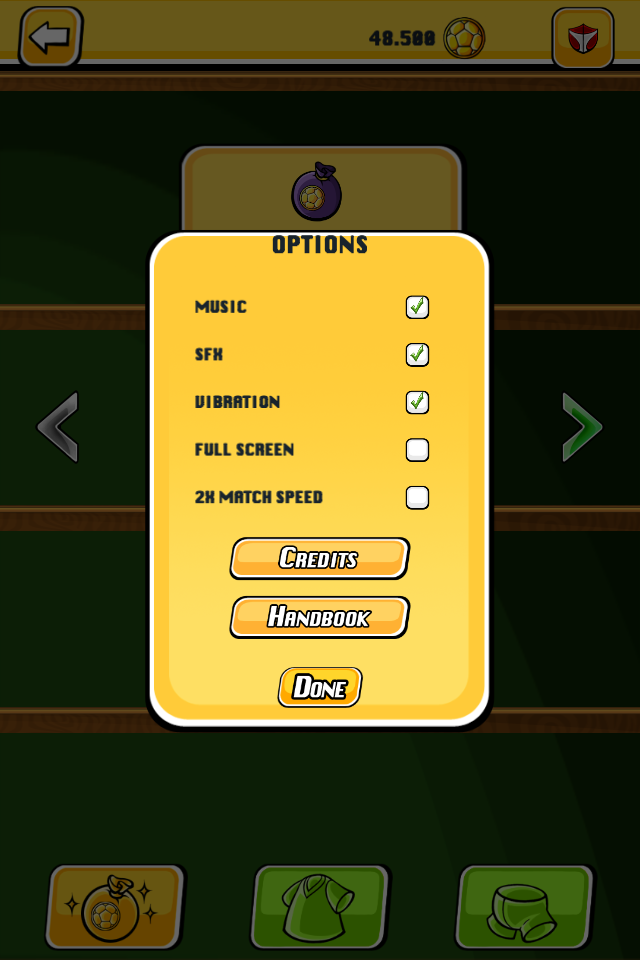 48.500
OPTIONS
MUSIC
SFX
VIBRATION
FULL SCREEN
2X MATCH SPEED
CREDITS
HANDBOOK
DONE